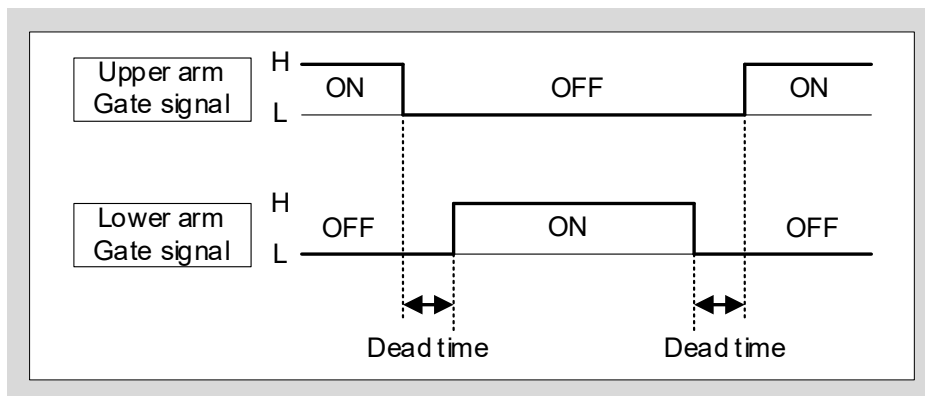 Upper arm
Gate signal
H
L
ON
OFF
ON
Lower arm
Gate signal
H
L
OFF
ON
OFF
Dead time
Dead time